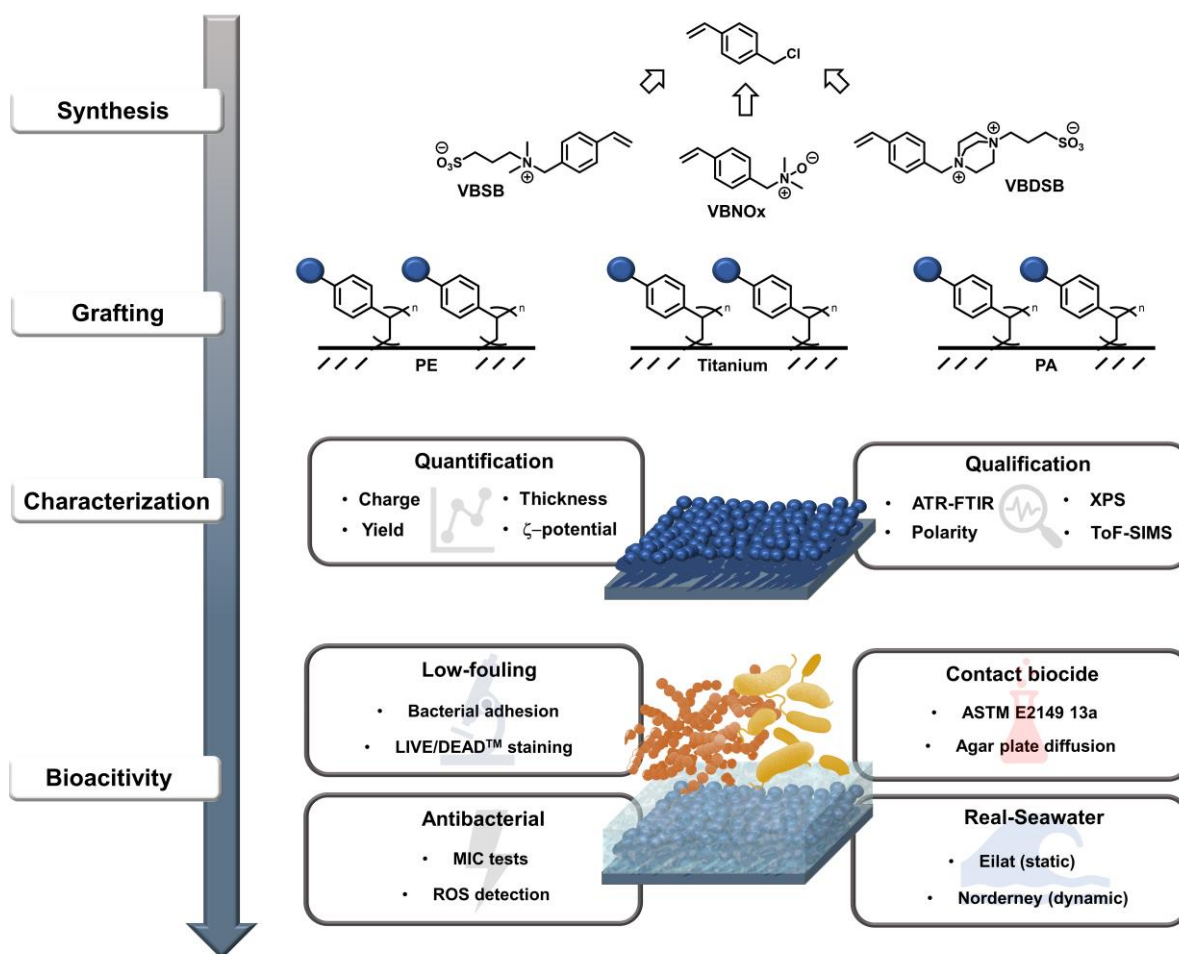 Synthesis
Cl
⊖
O₃S
N
⊕
VBSB
N
O
⊖
⊕
VBNOx
N
⊕
N
⊕
⊖
SO₃
VBDSB
Grafting
n
n
PE
n
n
Titanium
n
n
PA
Characterization
Quantification
• Charge
• Thickness
• Yield
• ζ–potential
Qualification
• ATR-FTIR
• XPS
• Polarity
• ToF-SIMS
Bioacitivity
Low-fouling
• Bacterial adhesion
• LIVE/DEAD™ staining
Contact biocide
• ASTM E2149 13a
• Agar plate diffusion
Antibacterial
• MIC tests
• ROS detection
Real-Seawater
• Eilat (static)
• Norderney (dynamic)